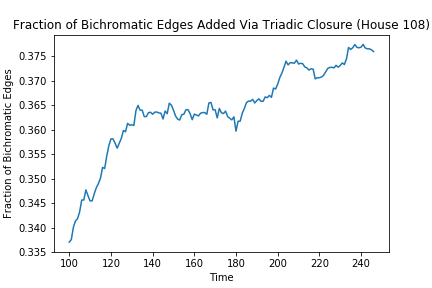 Fraction of Bichromatic Edges Added Via Triadic Closure (House 108)
Fraction of Bichromatic Edges
0.375
0.370
0.365
0.360
0.355
0.350
0.345
0.340
0.335
100 120 140 160 180 200 220 240
Time